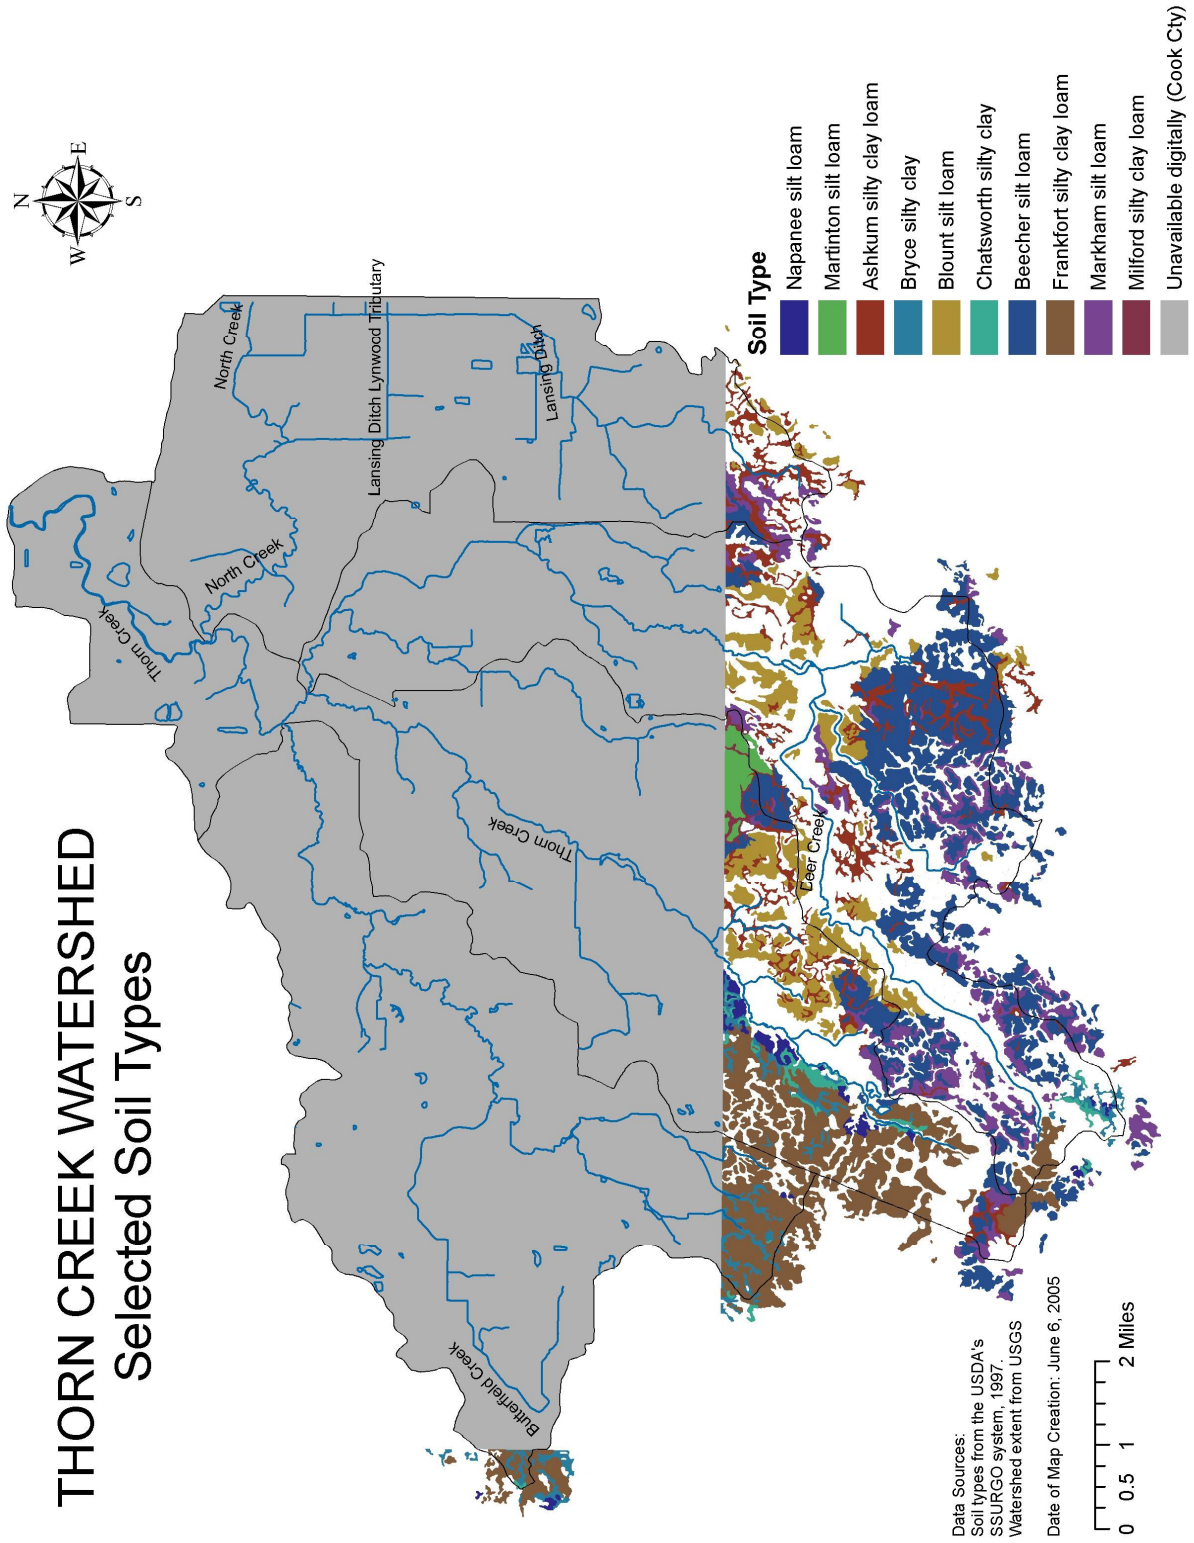 THORN CREEK WATERSHED
Selected Soil Types
N
W
E
S
Thorn Creek
North Creek
North Creek
Lansing Ditch Lynwood Tributary
Lansing Ditch
Thorn Creek
Deer Creek
Butterfield Creek
Soil Type
Napanee silt loam
Martinton silt loam
Ashkum silty clay loam
Bryce silty clay
Blount silt loam
Chatsworth silty clay
Beecher silt loam
Frankfort silty clay loam
Markham silt loam
Milford silty clay loam
Unavailable digitally (Cook Cty)
Data Sources:
Soil types from the USDA's
SSURGO system, 1997.
Watershed extent from USGS
Date of Map Creation: June 6, 2005
0 0.5 1 2 Miles